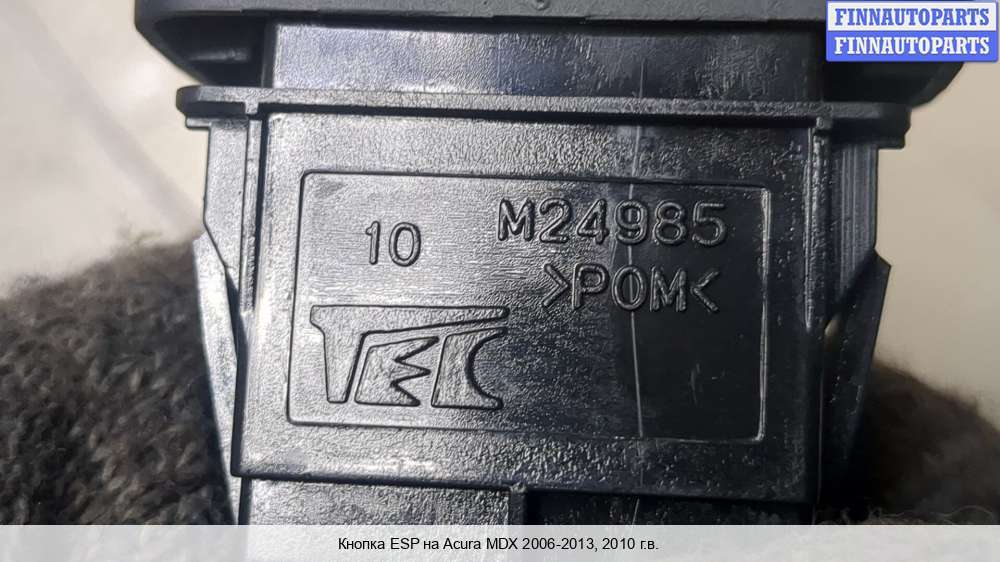 FINNAUTOPARTS
FINNAUTOPARTS
10
M24985
>POM<
Кнопка ESP на Acura MDX 2006-2013, 2010 г.в.